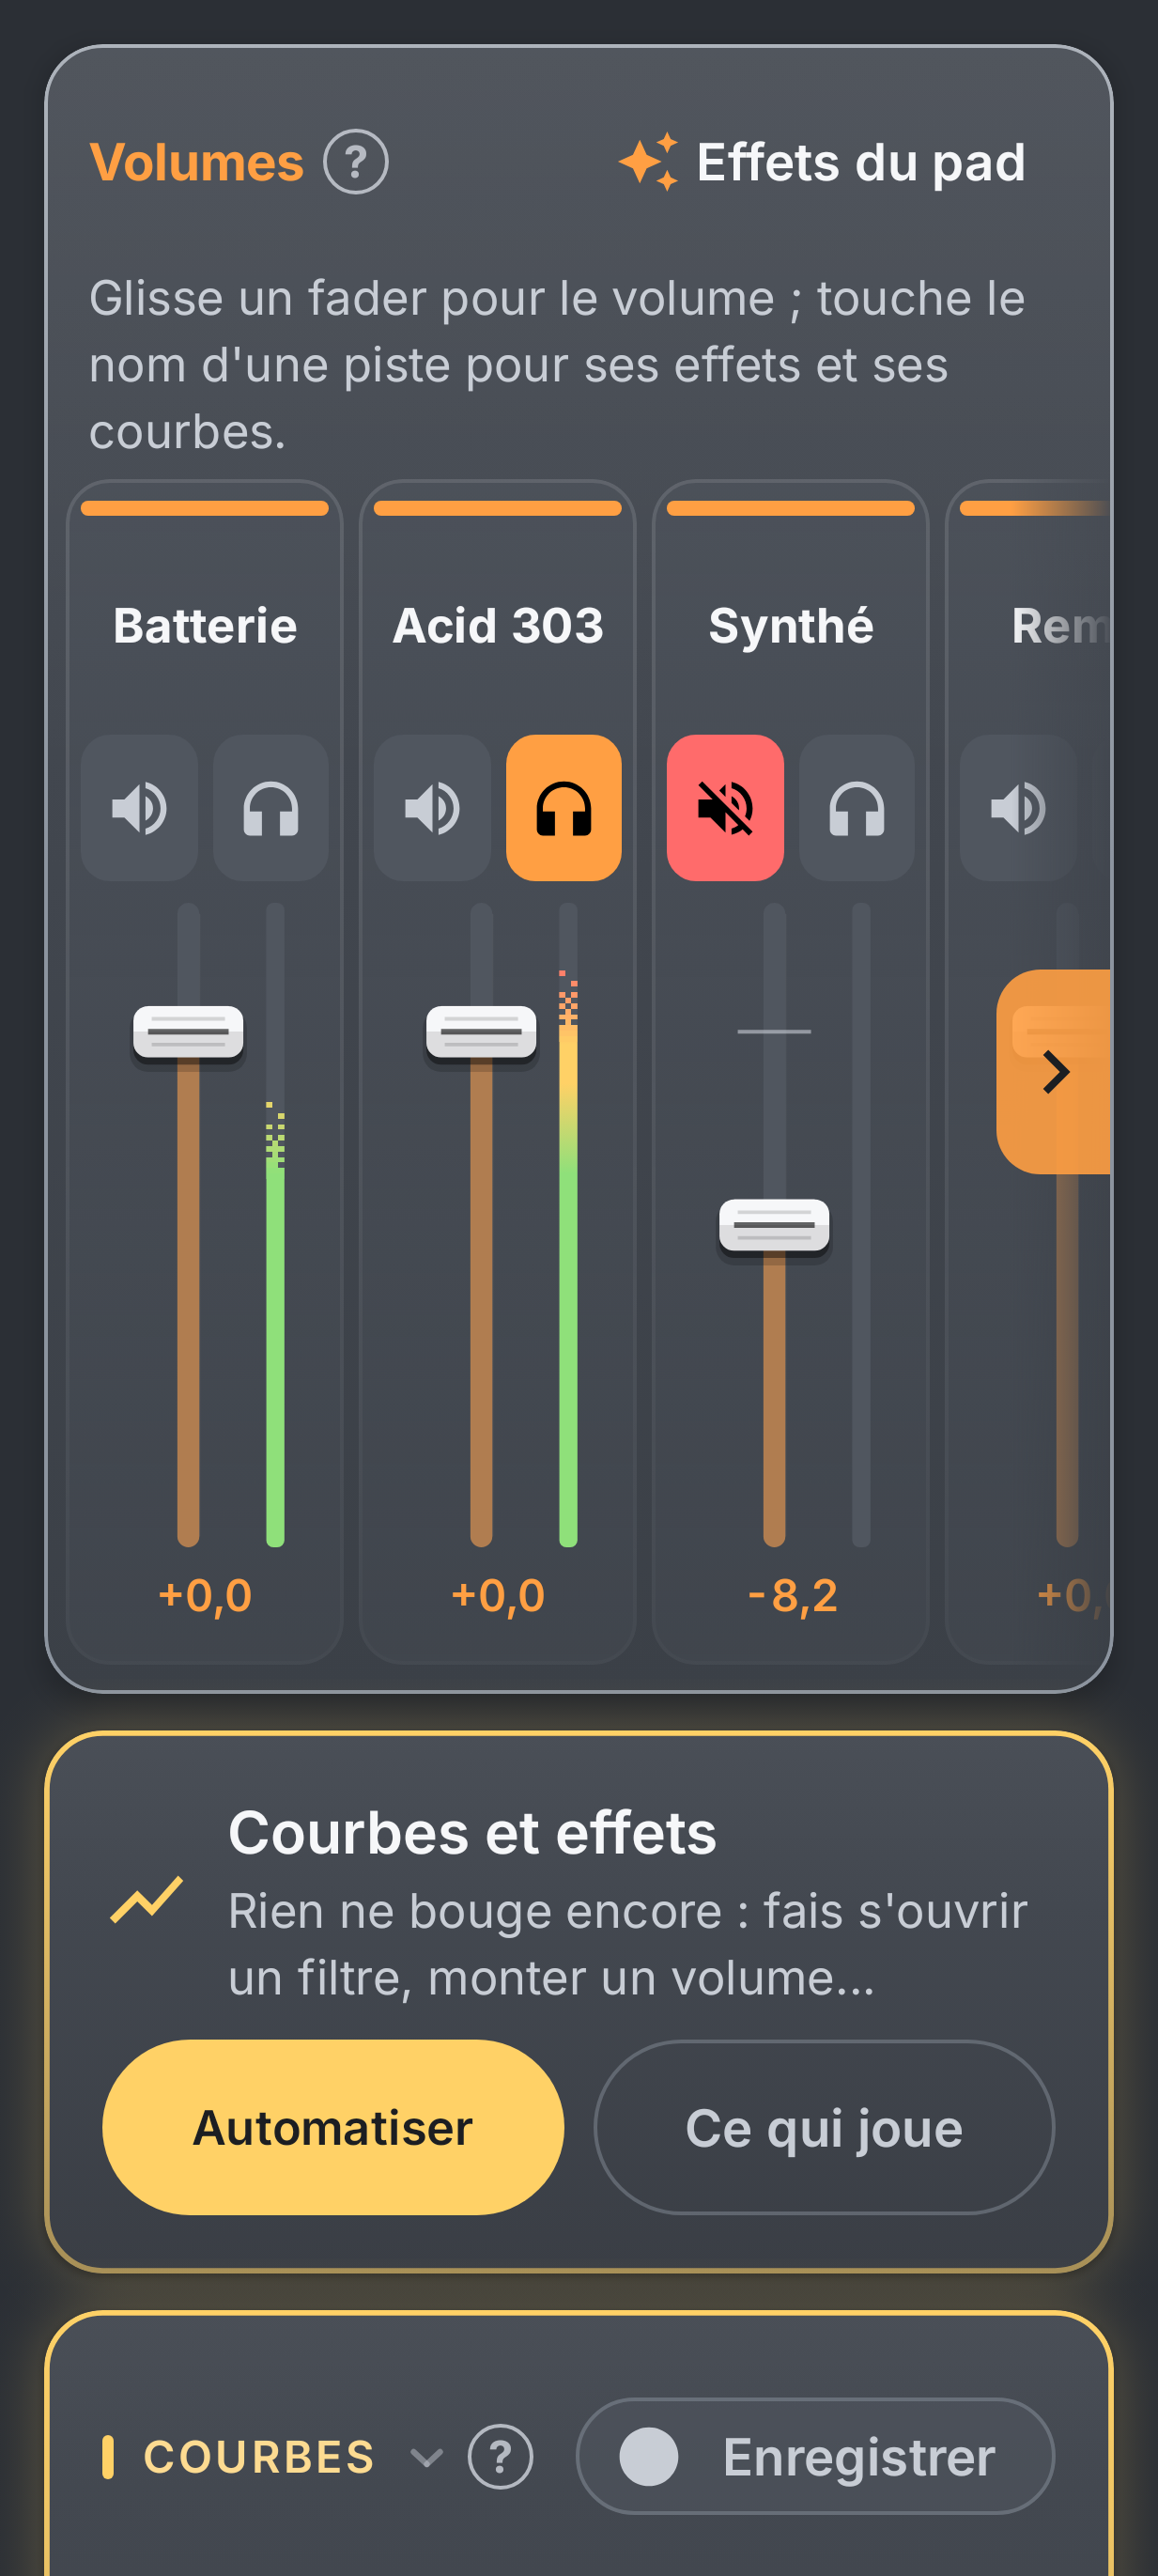 Volumes ?
Effets du pad
Glisse un fader pour le volume ; touche le
nom d'une piste pour ses effets et ses
courbes.
Batterie
Acid 303
Synthé
+0,0
+0,0
-8,2
Courbes et effets
Rien ne bouge encore : fais s'ouvrir
un filtre, monter un volume...
Automatiser
Ce qui joue
COURBES ?
Enregistrer